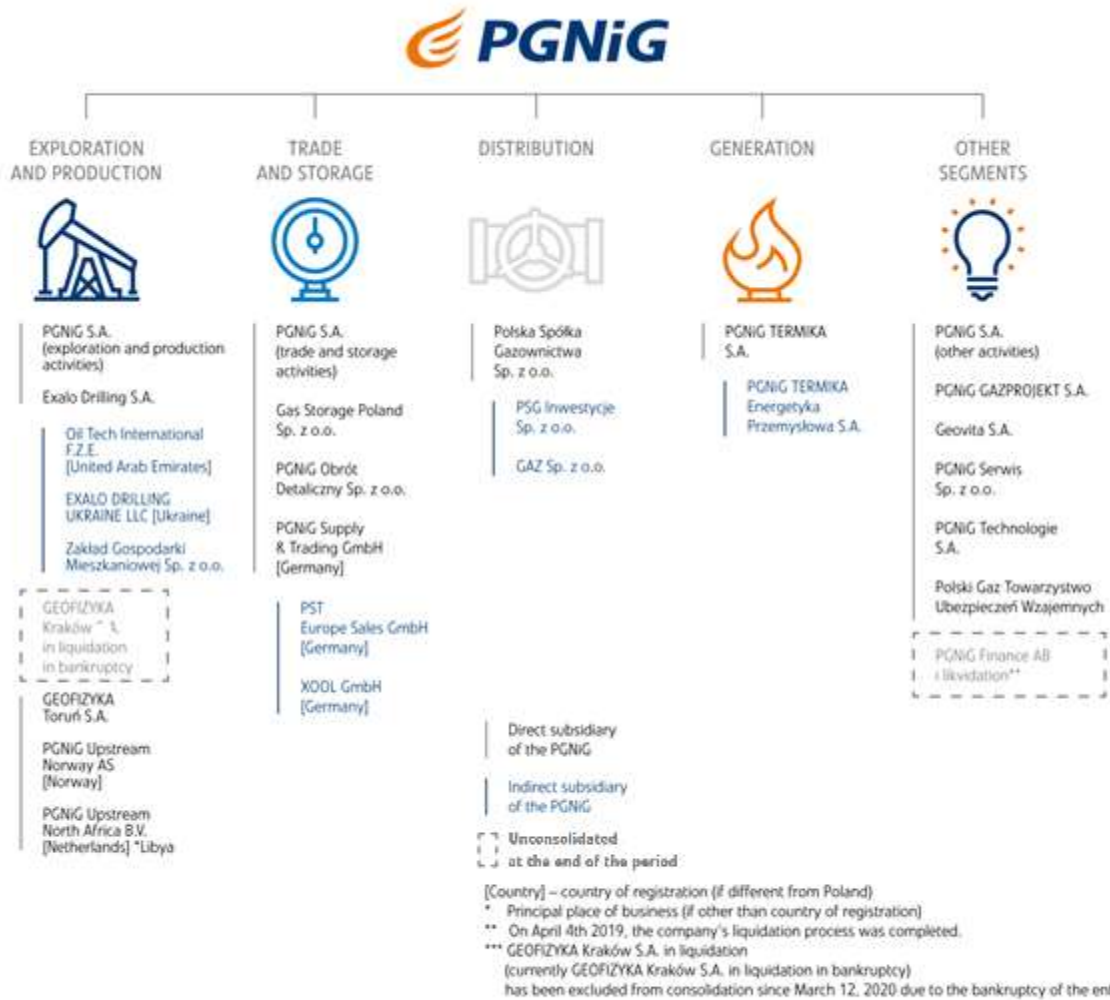 PGNiG
EXPLORATION
AND PRODUCTION
TRADE
AND STORAGE
DISTRIBUTION
GENERATION
OTHER
SEGMENTS
PGNiG S.A.
(exploration and production
activities)
Exalo Drilling S.A.
Oil Tech International
F.Z.E.
[United Arab Emirates]
EXALO DRILLING
UKRAINE LLC [Ukraine]
Zakład Gospodarki
Mieszkaniowej Sp. z o.o.
GEOFIZYKA
Kraków
in liquidation
in bankruptcy
GEOFIZYKA
Toruń S.A.
PGNiG Upstream
Norway AS
[Norway]
PGNiG Upstream
North Africa B.V.
[Netherlands] *Libya
PGNiG S.A.
(trade and storage
activities)
Gas Storage Poland
Sp. z o.o.
PGNiG Obrót
Detaliczny Sp. z o.o.
PGNiG Supply
& Trading GmbH
[Germany]
PST
Europe Sales GmbH
[Germany]
XOOL GmbH
[Germany]
Polska Spółka
Gazownictwa
Sp. z o.o.
PSG Inwestycje
Sp. z o.o.
GAZ Sp. z o.o.
PGNiG TERMIKA
S.A.
PGNiG TERMIKA
Energetyka
Przemysłowa S.A.
PGNiG S.A.
(other activities)
PGNiG GAZPROJEKT S.A.
Geovita S.A.
PGNiG Serwis
Sp. z o.o.
PGNiG Technologie
S.A.
Polski Gaz Towarzystwo
Ubezpieczeń Wzajemnych
PGNiG Finance AB
i likvidation**
Direct subsidiary
of the PGNiG
Indirect subsidiary
of the PGNiG
Unconsolidated
at the end of the period
[Country] – country of registration (if different from Poland)
* Principal place of business (if other than country of registration)
** On April 4th 2019, the company's liquidation process was completed.
*** GEOFIZYKA Kraków S.A. in liquidation
(currently GEOFIZYKA Kraków S.A. in liquidation in bankruptcy)
has been excluded from consolidation since March 12, 2020 due to the bankruptcy of the